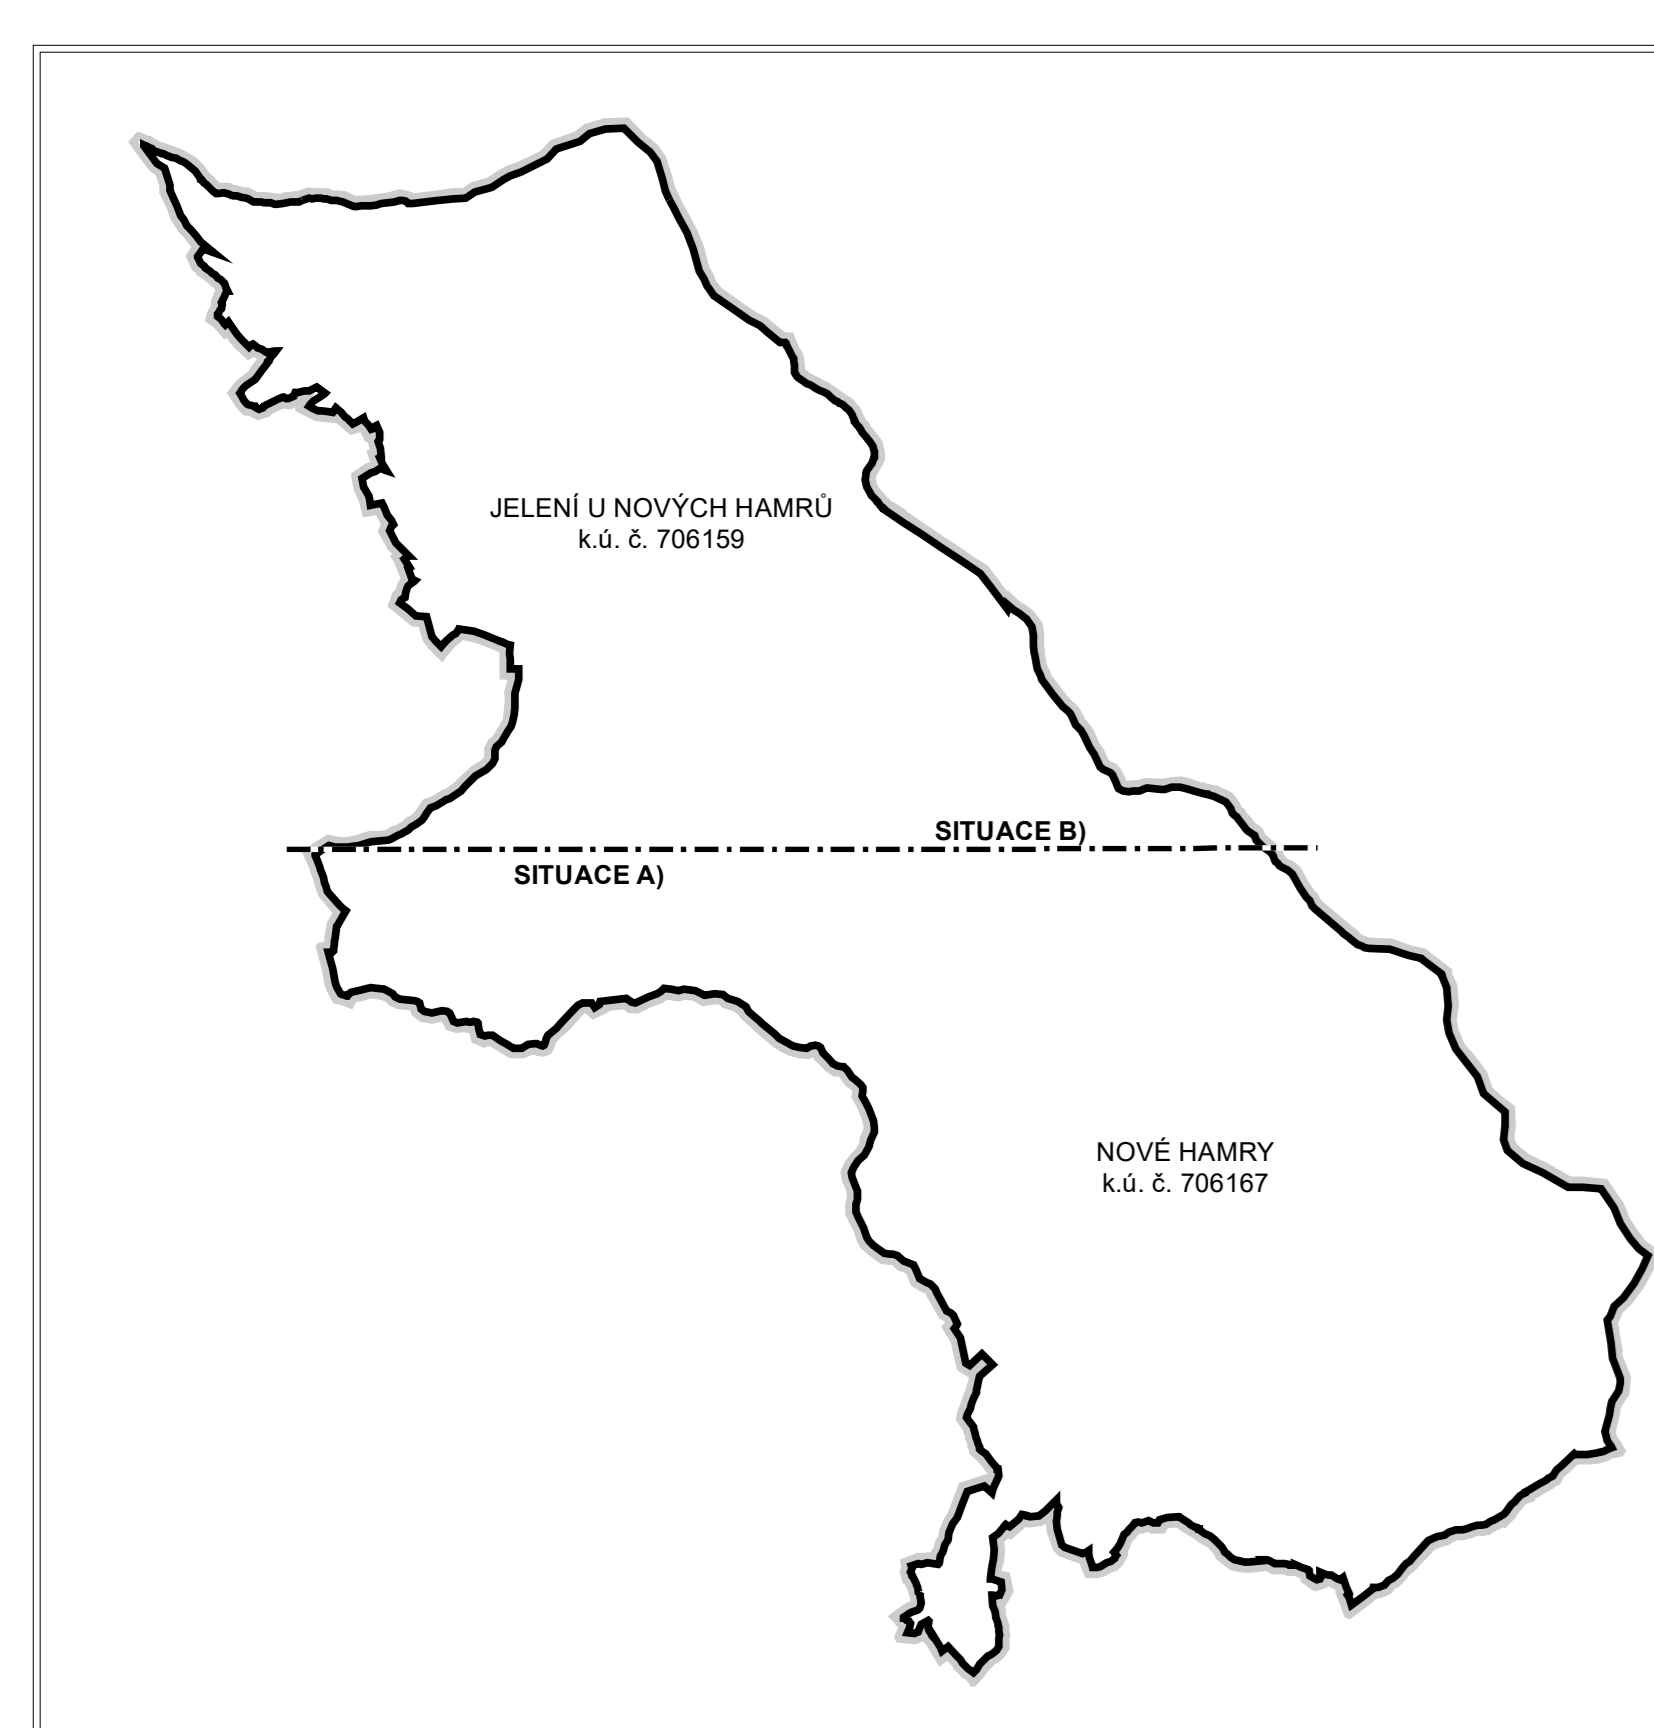 JELENÍ U NOVÝCH HAMRŮ
k.ú. č. 706159
SITUACE B)
SITUACE A)
NOVÉ HAMRY
k.ú. č. 706167